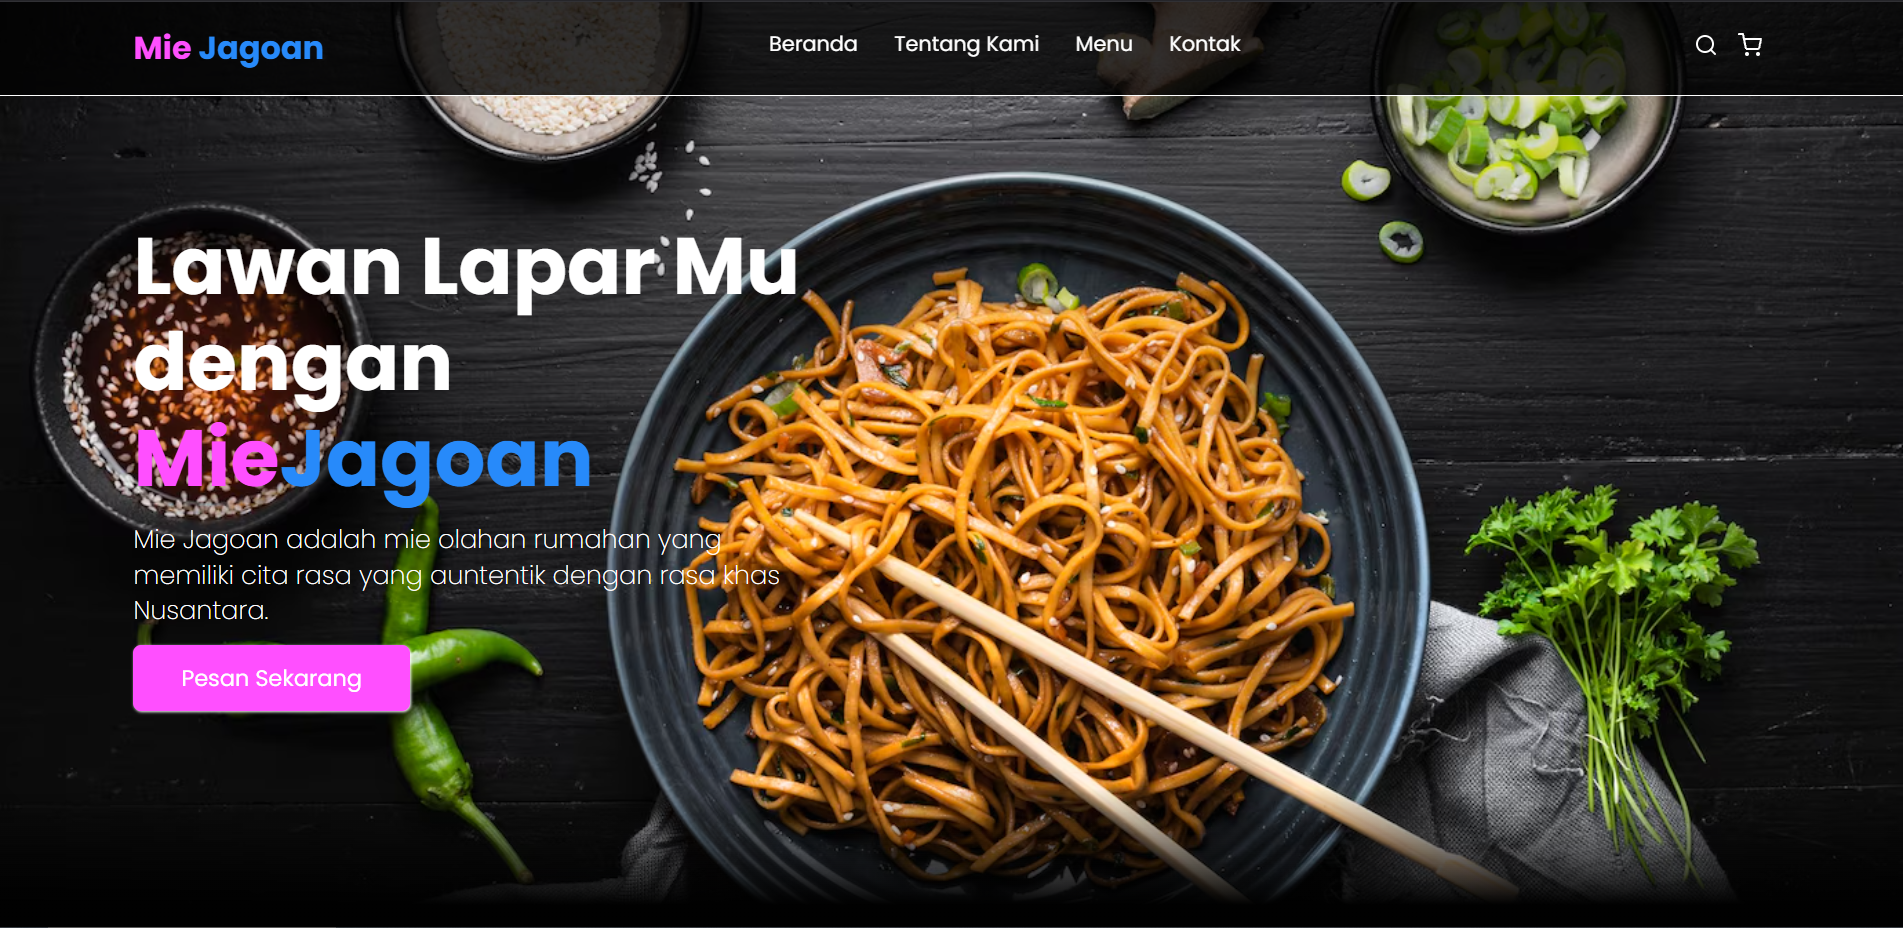 Mie Jagoan
Beranda Tentang Kami Menu Kontak
Lawan Lapar Mu
dengan
MieJagoan
Mie Jagoan adalah mie olahan rumahan yang
memiliki cita rasa yang auntentik dengan rasa khas
Nusantara.
Pesan Sekarang